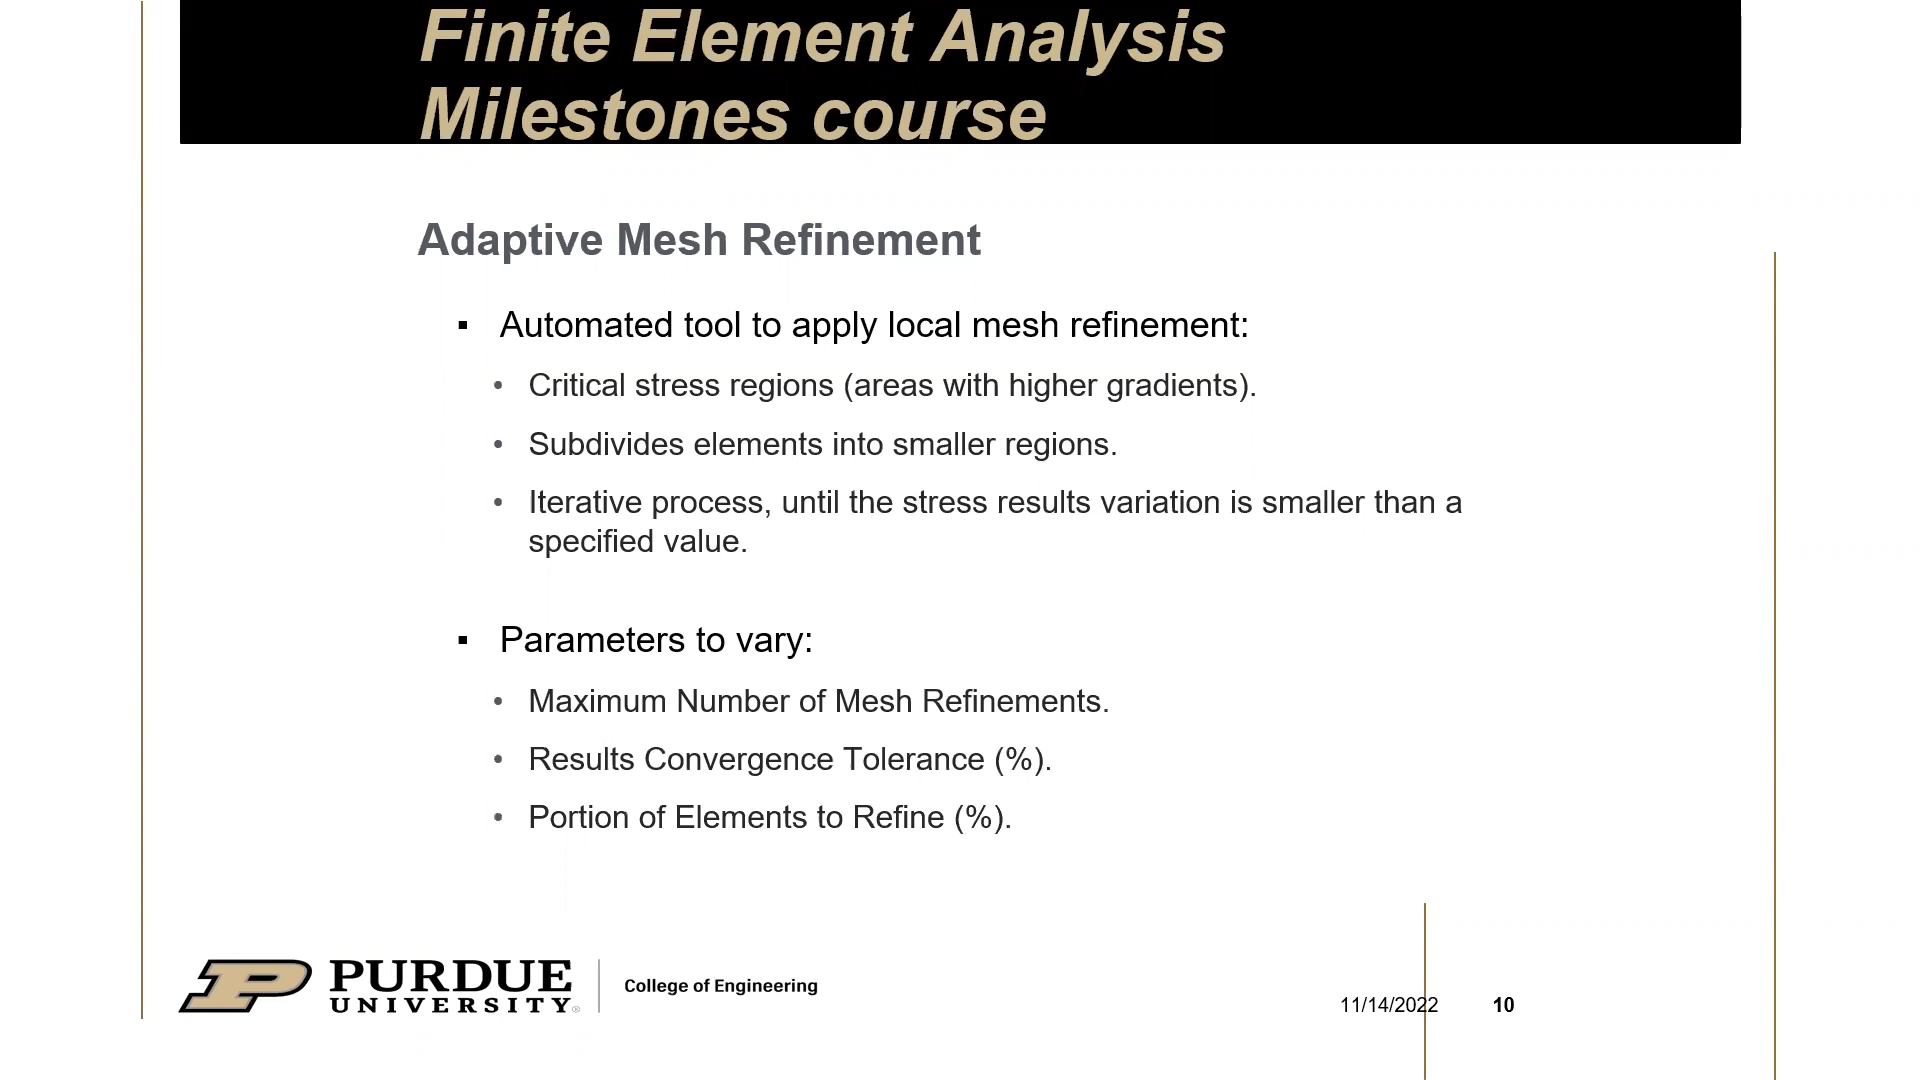 Finite Element Analysis
Milestones course
Adaptive Mesh Refinement
▪ Automated tool to apply local mesh refinement:
• Critical stress regions (areas with higher gradients).
• Subdivides elements into smaller regions.
• Iterative process, until the stress results variation is smaller than a
specified value.
▪ Parameters to vary:
• Maximum Number of Mesh Refinements.
• Results Convergence Tolerance (%).
• Portion of Elements to Refine (%).
P
PURDUE
UNIVERSITY®
College of Engineering
11/14/2022
10